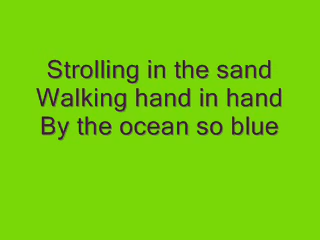 Strolling in the sand
Walking hand in hand
By the ocean so blue